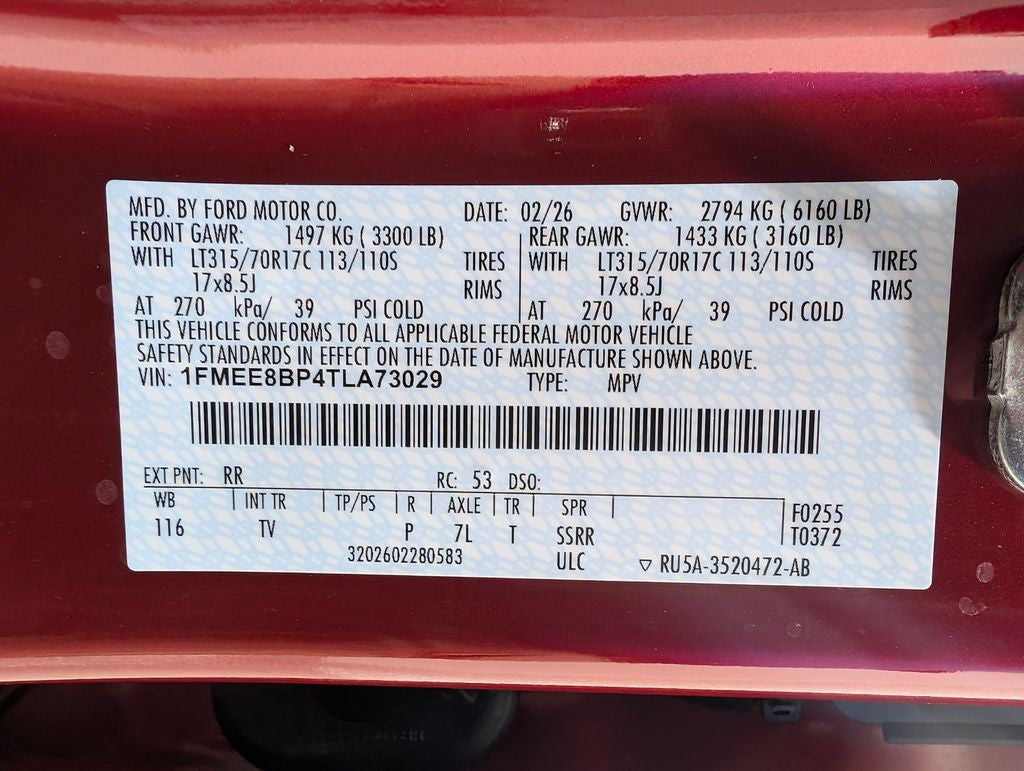 MFD. BY FORD MOTOR CO. DATE: 02/26 GVWR: 2794 KG ( 6160 LB)
FRONT GAWR: 1497 KG ( 3300 LB) REAR GAWR: 1433 KG ( 3160 LB)
WITH LT315/70R17C 113/110S TIRES WITH LT315/70R17C 113/110S TIRES
17x8.5J RIMS 17x8.5J RIMS
AT 270 kPa/ 39 PSI COLD AT 270 kPa/ 39 PSI COLD
THIS VEHICLE CONFORMS TO ALL APPLICABLE FEDERAL MOTOR VEHICLE
SAFETY STANDARDS IN EFFECT ON THE DATE OF MANUFACTURE SHOWN ABOVE.
VIN: 1FMEE8BP4TLA73029 TYPE: MPV
EXT PNT: RR RC: 53 DSO:
WB INT TR TP/PS R AXLE TR SPR F0255
116 TV P 7L T SSRR T0372
3202602280583 ULC ▽ RU5A-3520472-AB